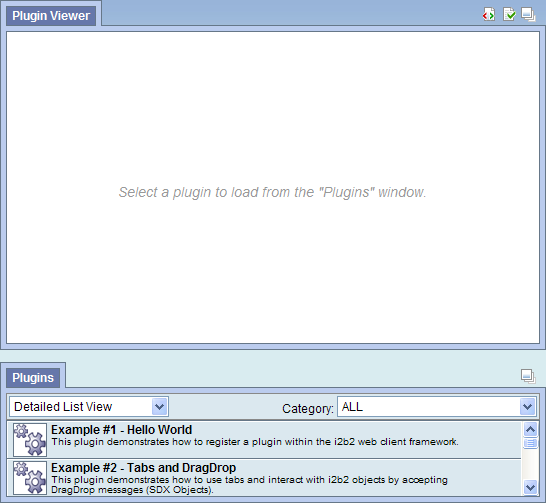 Plugin Viewer
Select a plugin to load from the "Plugins" window.
Plugins
Detailed List View
Category: ALL
Example #1 - Hello World
This plugin demonstrates how to register a plugin within the i2b2 web client framework.
Example #2 - Tabs and DragDrop
This plugin demonstrates how to use tabs and interact with i2b2 objects by accepting
DragDrop messages (SDX Objects).